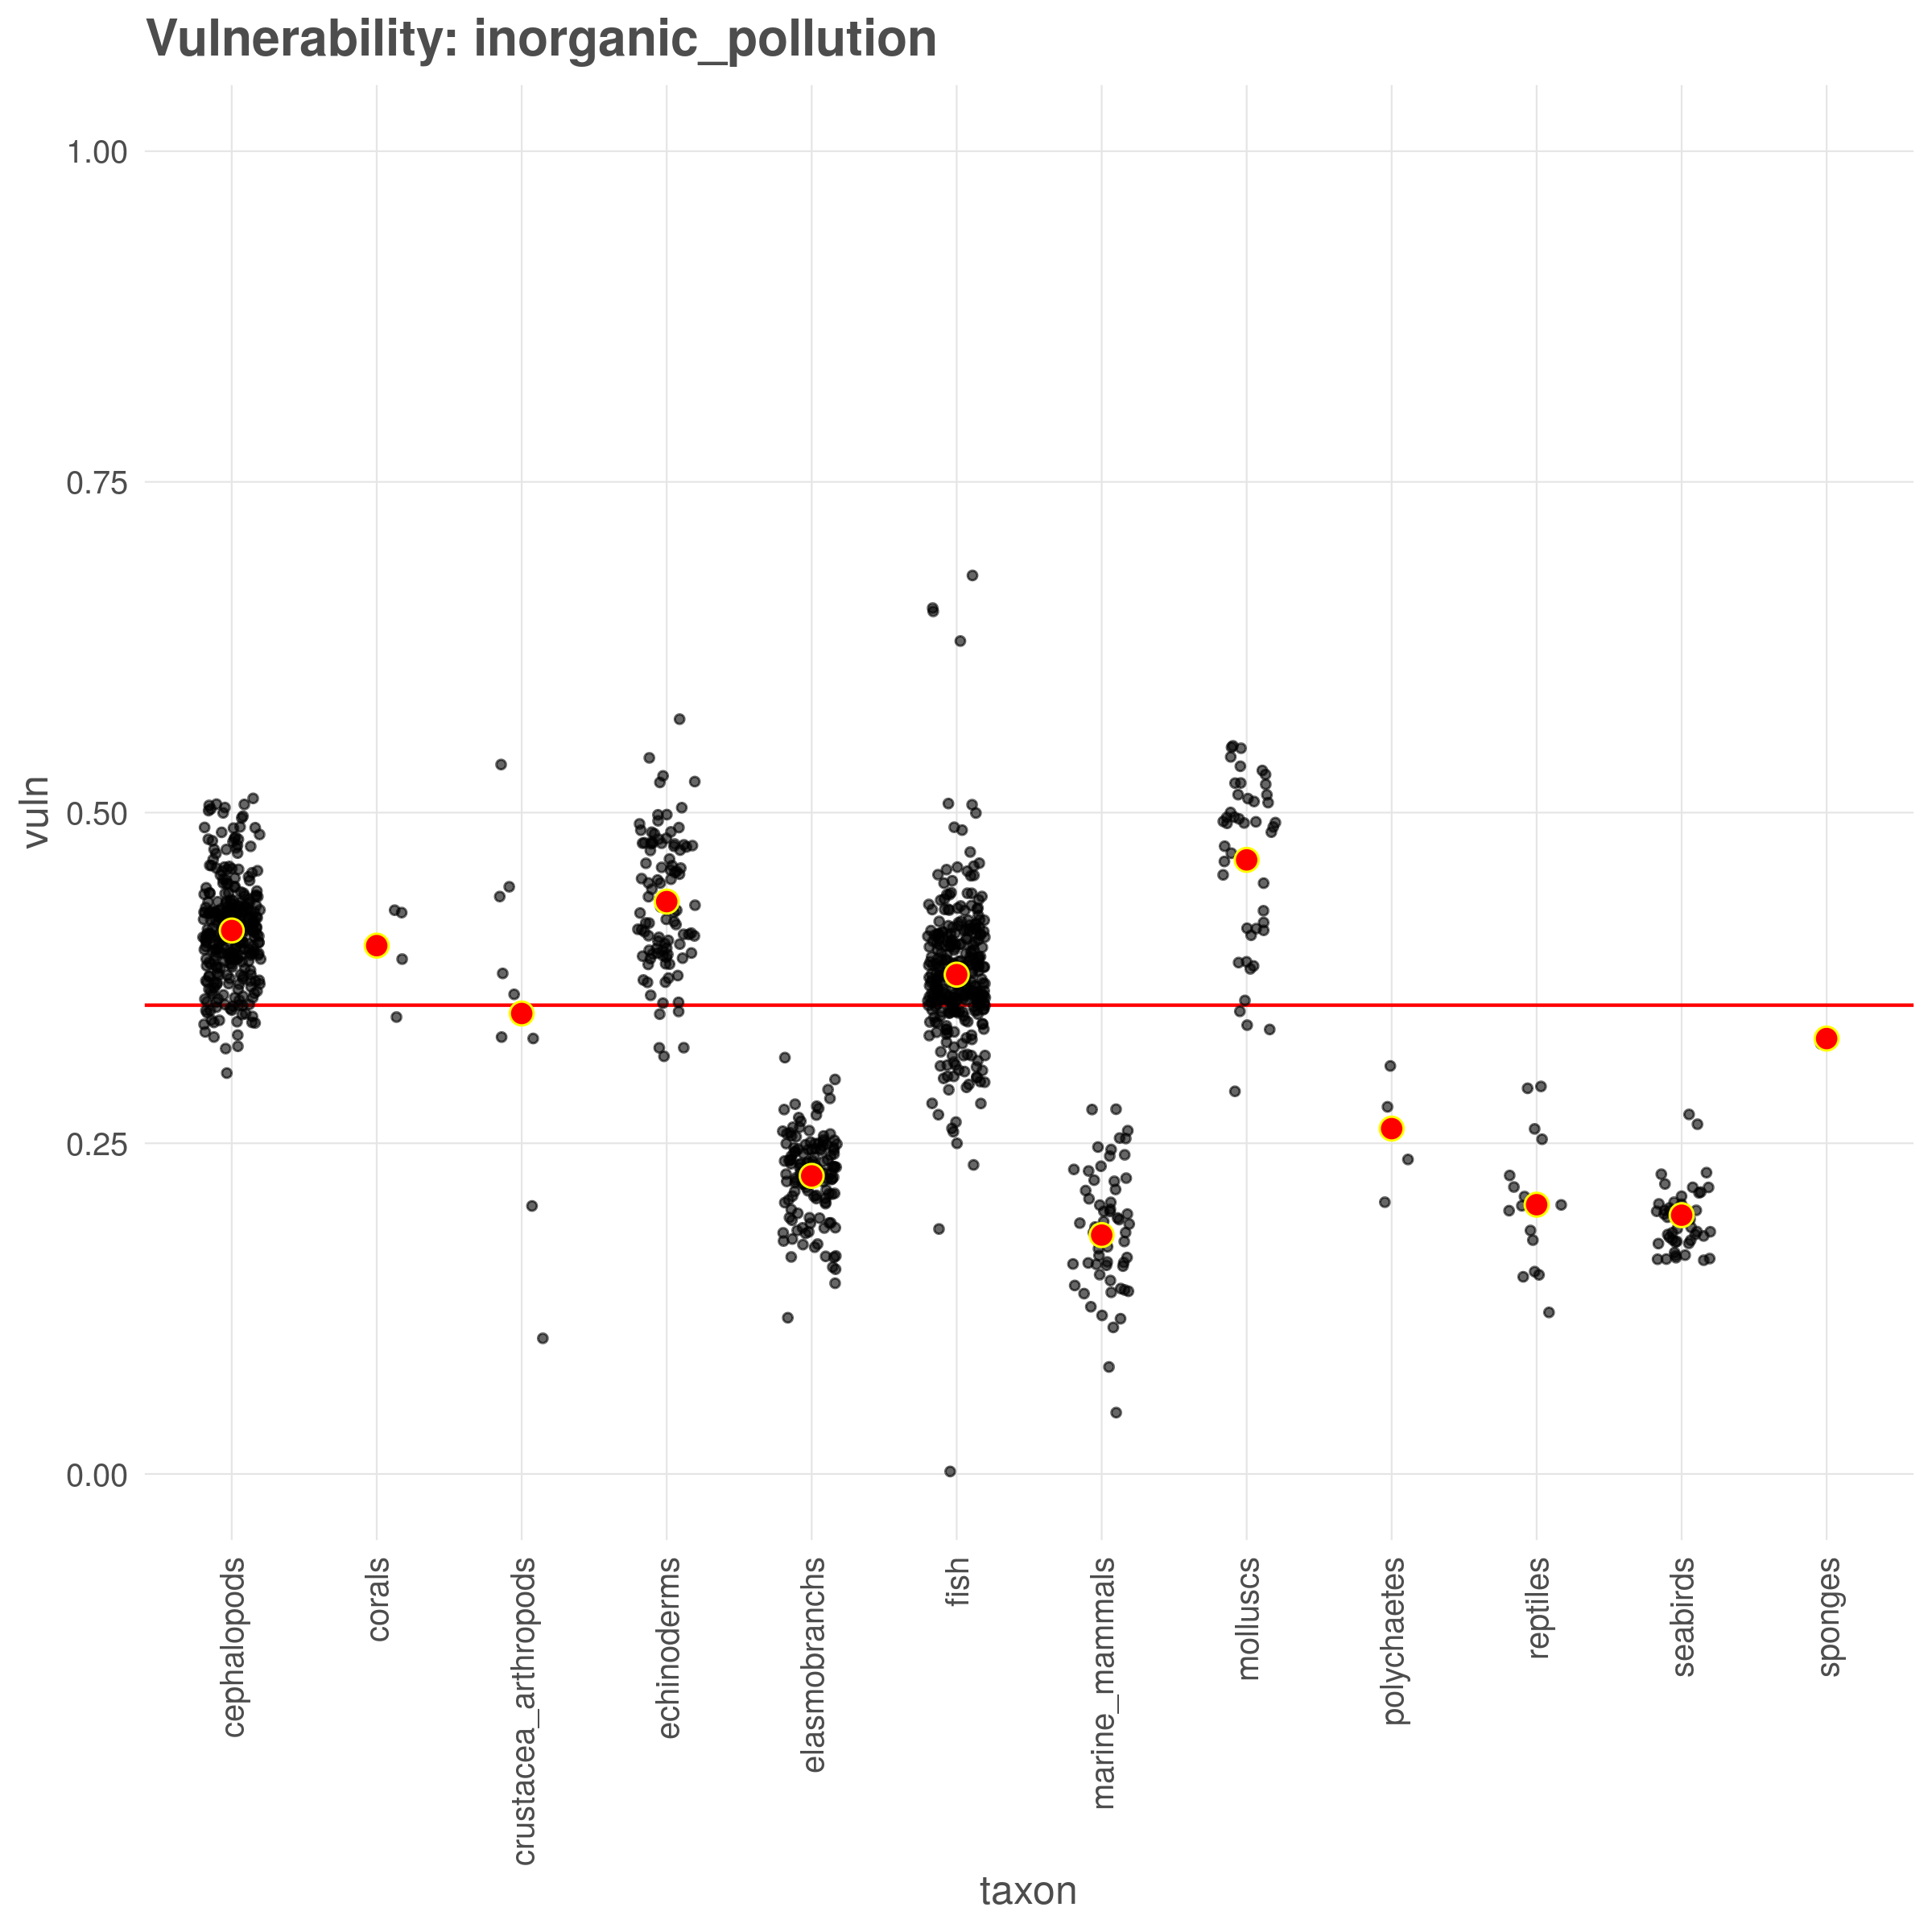 Vulnerability: inorganic_pollution
vuln
1.00
0.75
0.50
0.25
0.00
cephalopods
corals
crustacea_arthropods
echinoderms
elasmobranchs
fish
marine_mammals
molluscs
polychaetes
reptiles
seabirds
sponges
taxon